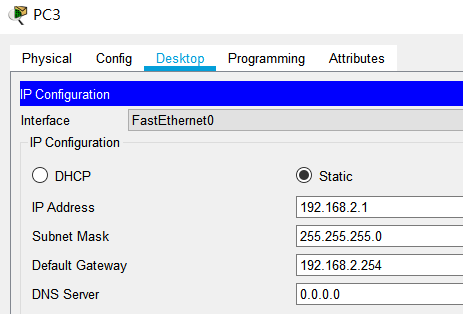 PC3
Physical Config Desktop Programming Attributes
IP Configuration
Interface FastEthernet0
IP Configuration
DHCP Static
IP Address 192.168.2.1
Subnet Mask 255.255.255.0
Default Gateway 192.168.2.254
DNS Server 0.0.0.0